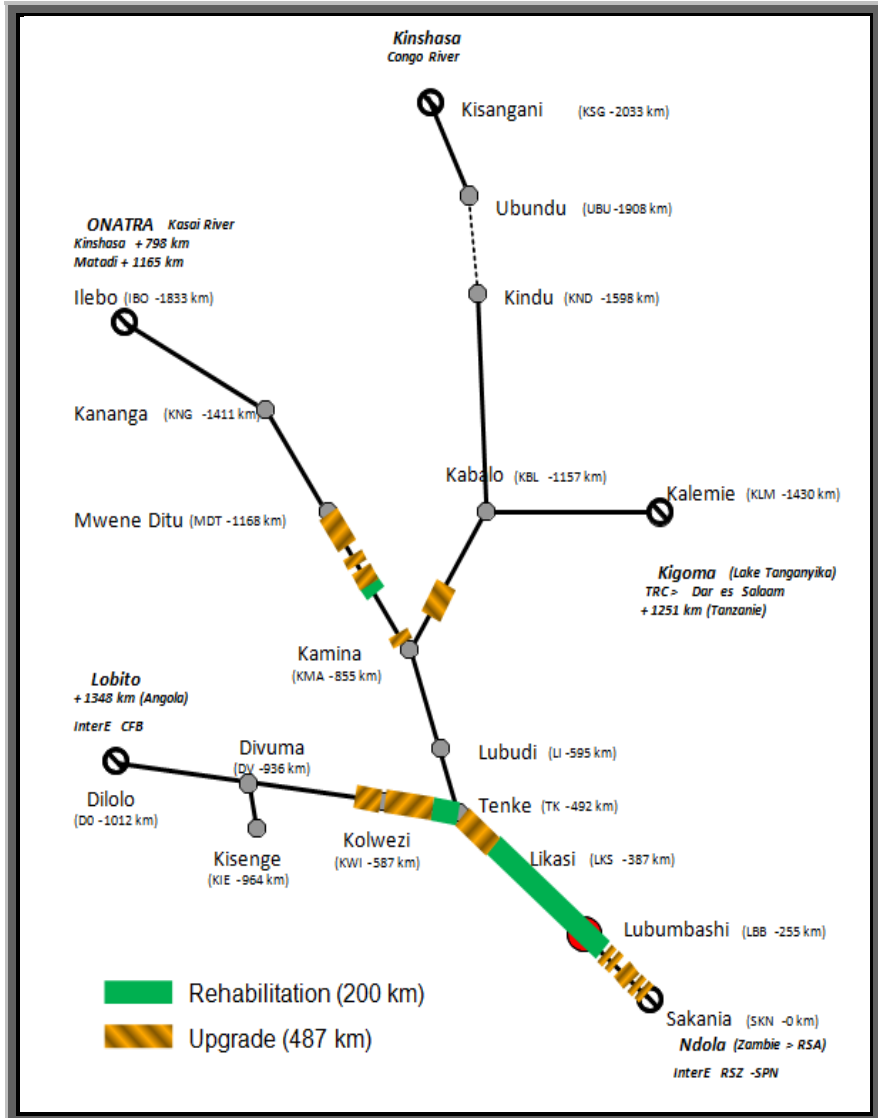 Kinshasa
Congo River
Kisangani (KSG -2033 km)
Ubundu (UBU -1908 km)
ONATRA Kasai River
Kinshasa + 798 km
Matadi + 1165 km
Ilebo (IBO -1833 km)
Kindu (KND -1598 km)
Kananga (KNG -1411 km)
Kabalo (KBL -1157 km)
Kalemie (KLM -1430 km)
Mwene Ditu (MDT -1168 km)
Kigoma (Lake Tanganyika)
TRC > Dar es Salaam
+ 1251 km (Tanzanie)
Kamina
(KMA -855 km)
Lobito
+ 1348 km (Angola)
InterE CFB
Divuma
(DV -936 km)
Lubudi (LI -595 km)
Dilolo
(D0 -1012 km)
Tenke (TK -492 km)
Kolwezi
(KWI -587 km)
Kisenge
(KIE -964 km)
Likasi (LKS -387 km)
Lubumbashi (LBB -255 km)
Rehabilitation (200 km)
Upgrade (487 km)
Sakania (SKN -0 km)
Ndola (Zambie > RSA)
InterE RSZ -SPN